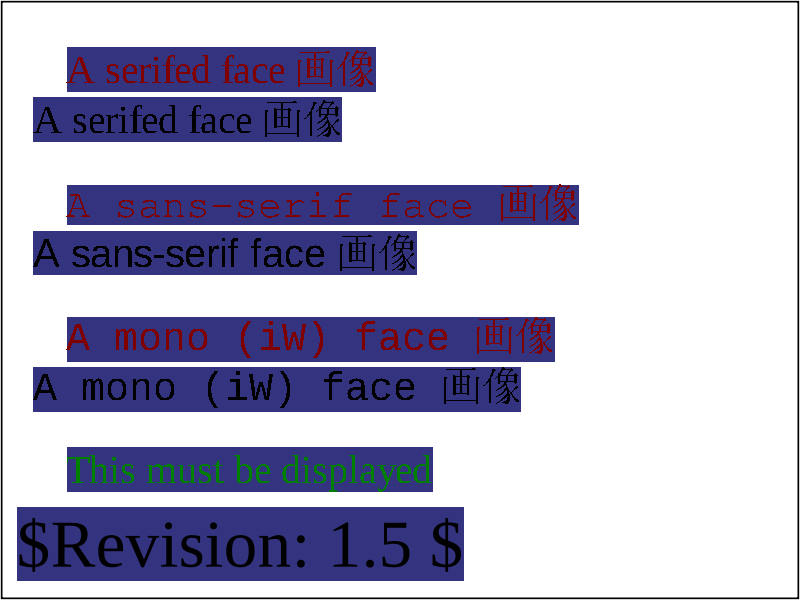 A serifed face 画像
A serifed face 画像
A sans-serif face 画像
A sans-serif face 画像
A mono (iW) face 画像
A mono (iW) face 画像
This must be displayed
$Revision: 1.5 $